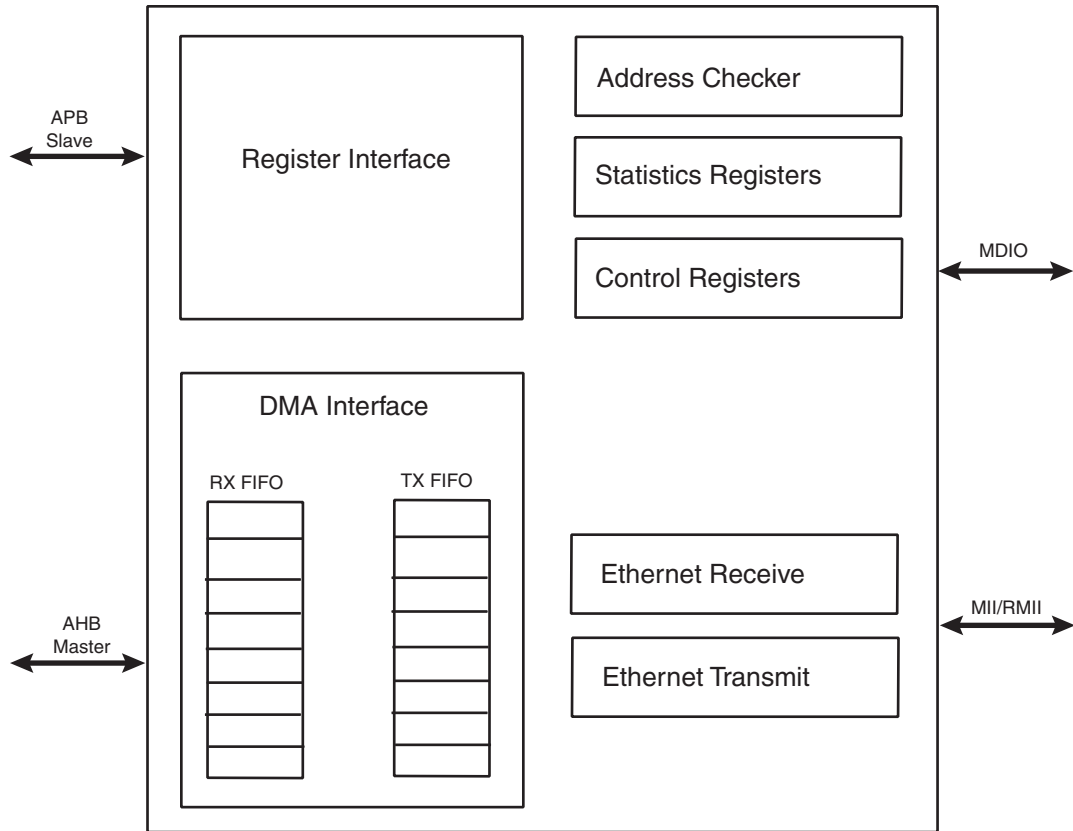 APB
Slave
Register Interface
Address Checker
Statistics Registers
Control Registers
MDIO
DMA Interface
RX FIFO
TX FIFO
AHB
Master
Ethernet Receive
Ethernet Transmit
MII/RMII